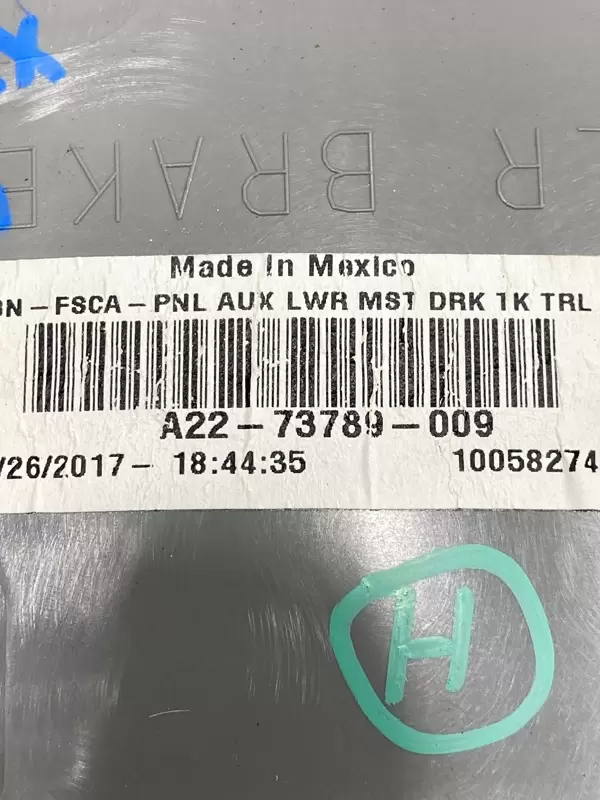 X
R BRAKE
Made In Mexico
BN-FSCA-PNL AUX LWR MST DRK 1K TRL
A22-73789-009
/26/2017- 18:44:35 10058274
H